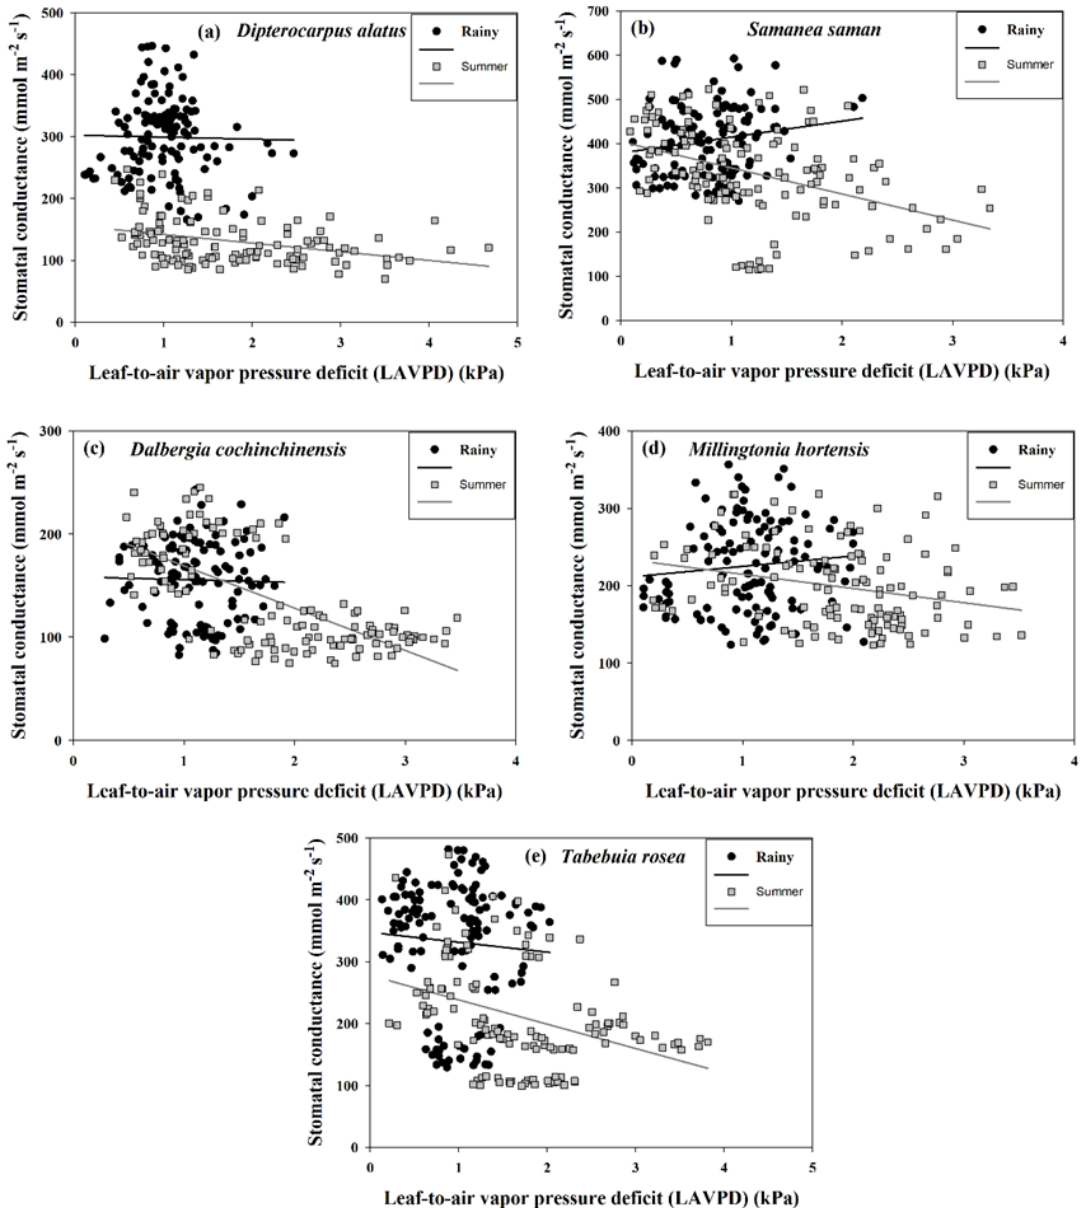 (a) Dipterocarpus alatus
Rainy
Summer
500
400
300
200
100
0
0 1 2 3 4 5
Stomatal conductance (mmol m-2 s-1)
Leaf-to-air vapor pressure deficit (LAVPD) (kPa)
(b) Samanea saman
Rainy
Summer
700
600
500
400
300
200
100
0
0 1 2 3 4
Stomatal conductance (mmol m-2 s-1)
Leaf-to-air vapor pressure deficit (LAVPD) (kPa)
(c) Dalbergia cochinchinensis
Rainy
Summer
300
200
100
0
0 1 2 3 4
Stomatal conductance (mmol m-2 s-1)
Leaf-to-air vapor pressure deficit (LAVPD) (kPa)
(d) Millingtonia hortensis
Rainy
Summer
400
300
200
100
0
0 1 2 3 4
Stomatal conductance (mmol m-2 s-1)
Leaf-to-air vapor pressure deficit (LAVPD) (kPa)
(e) Tabebuia rosea
Rainy
Summer
500
400
300
200
100
0
0 1 2 3 4 5
Stomatal conductance (mmol m-2 s-1)
Leaf-to-air vapor pressure deficit (LAVPD) (kPa)